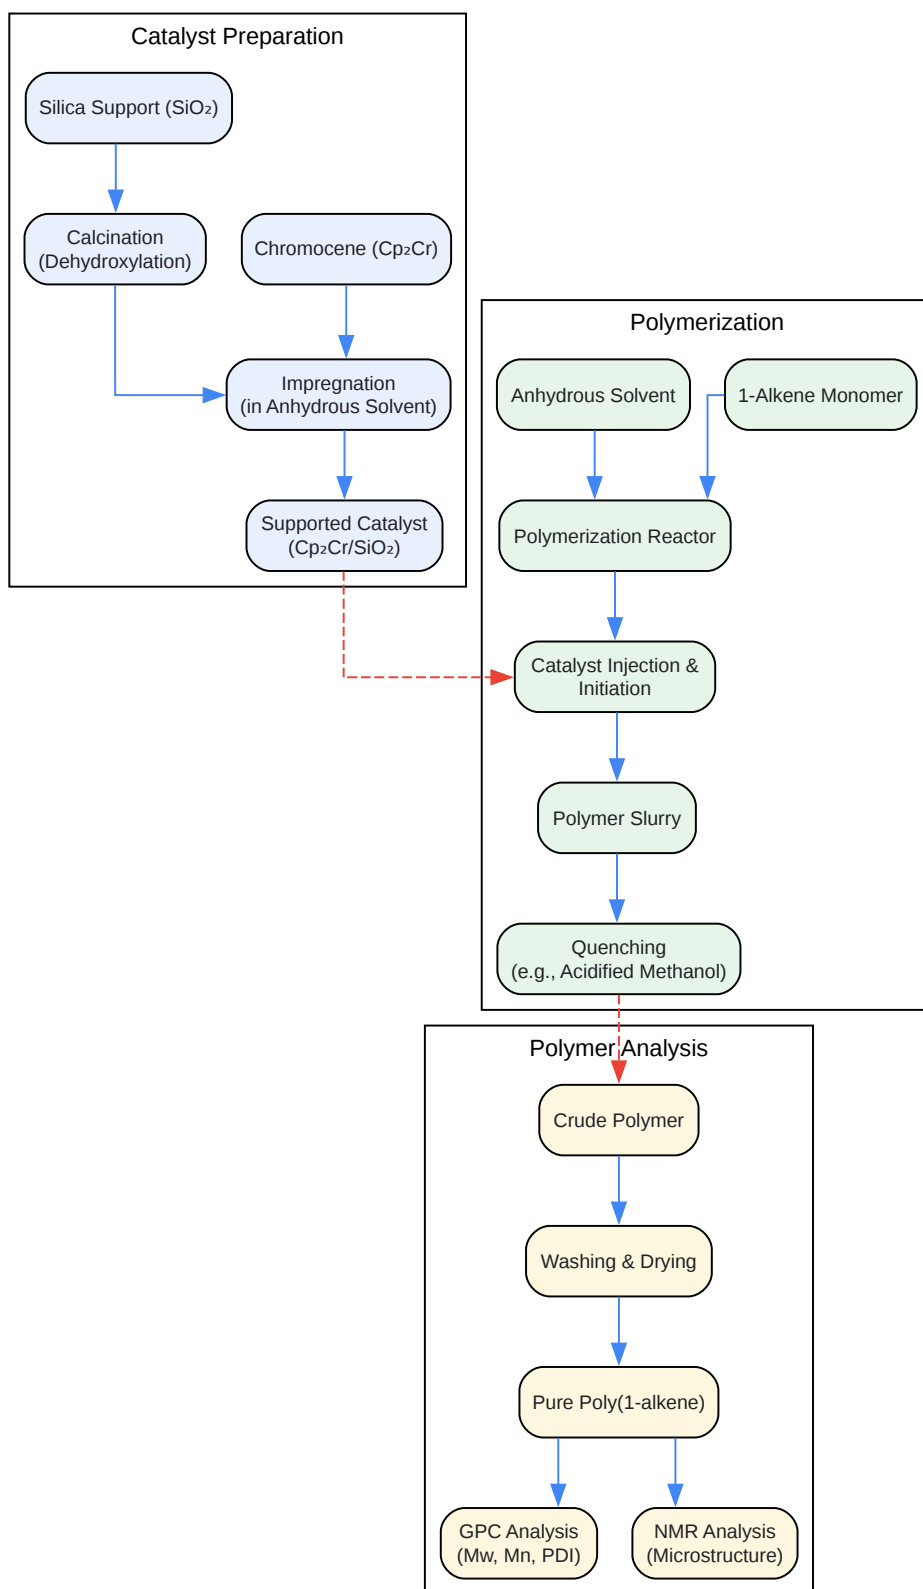 Catalyst Preparation
Silica Support (SiO₂)
Calcination
(Dehydroxylation)
Chromocene (Cp₂Cr)
Impregnation
(in Anhydrous Solvent)
Supported Catalyst
(Cp₂Cr/SiO₂)
Polymerization
Anhydrous Solvent
1-Alkene Monomer
Polymerization Reactor
Catalyst Injection &
Initiation
Polymer Slurry
Quenching
(e.g., Acidified Methanol)
Polymer Analysis
Crude Polymer
Washing & Drying
Pure Poly(1-alkene)
GPC Analysis
(Mw, Mn, PDI)
NMR Analysis
(Microstructure)